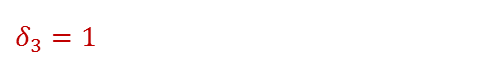 δ₃ = 1